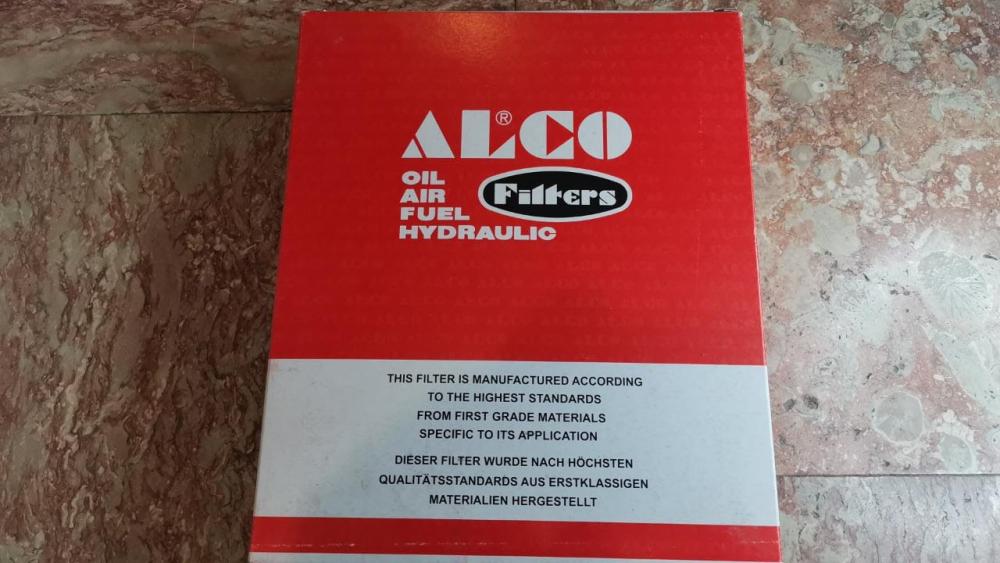 ALCO®
OIL
AIR
FUEL
HYDRAULIC
Filters
THIS FILTER IS MANUFACTURED ACCORDING
TO THE HIGHEST STANDARDS
FROM FIRST GRADE MATERIALS
SPECIFIC TO ITS APPLICATION
DIESER FILTER WURDE NACH HÖCHSTEN
QUALITÄTSSTANDARDS AUS ERSTKLASSIGEN
MATERIALIEN HERGESTELLT